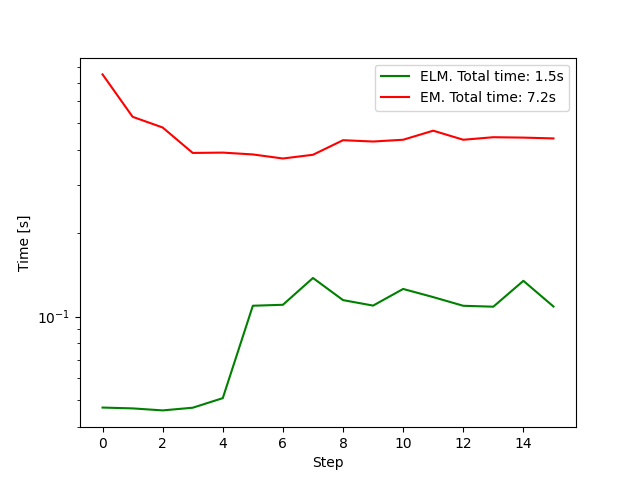 ELM. Total time: 1.5s
EM. Total time: 7.2s
Time [s]
10⁻¹
0 2 4 6 8 10 12 14
Step